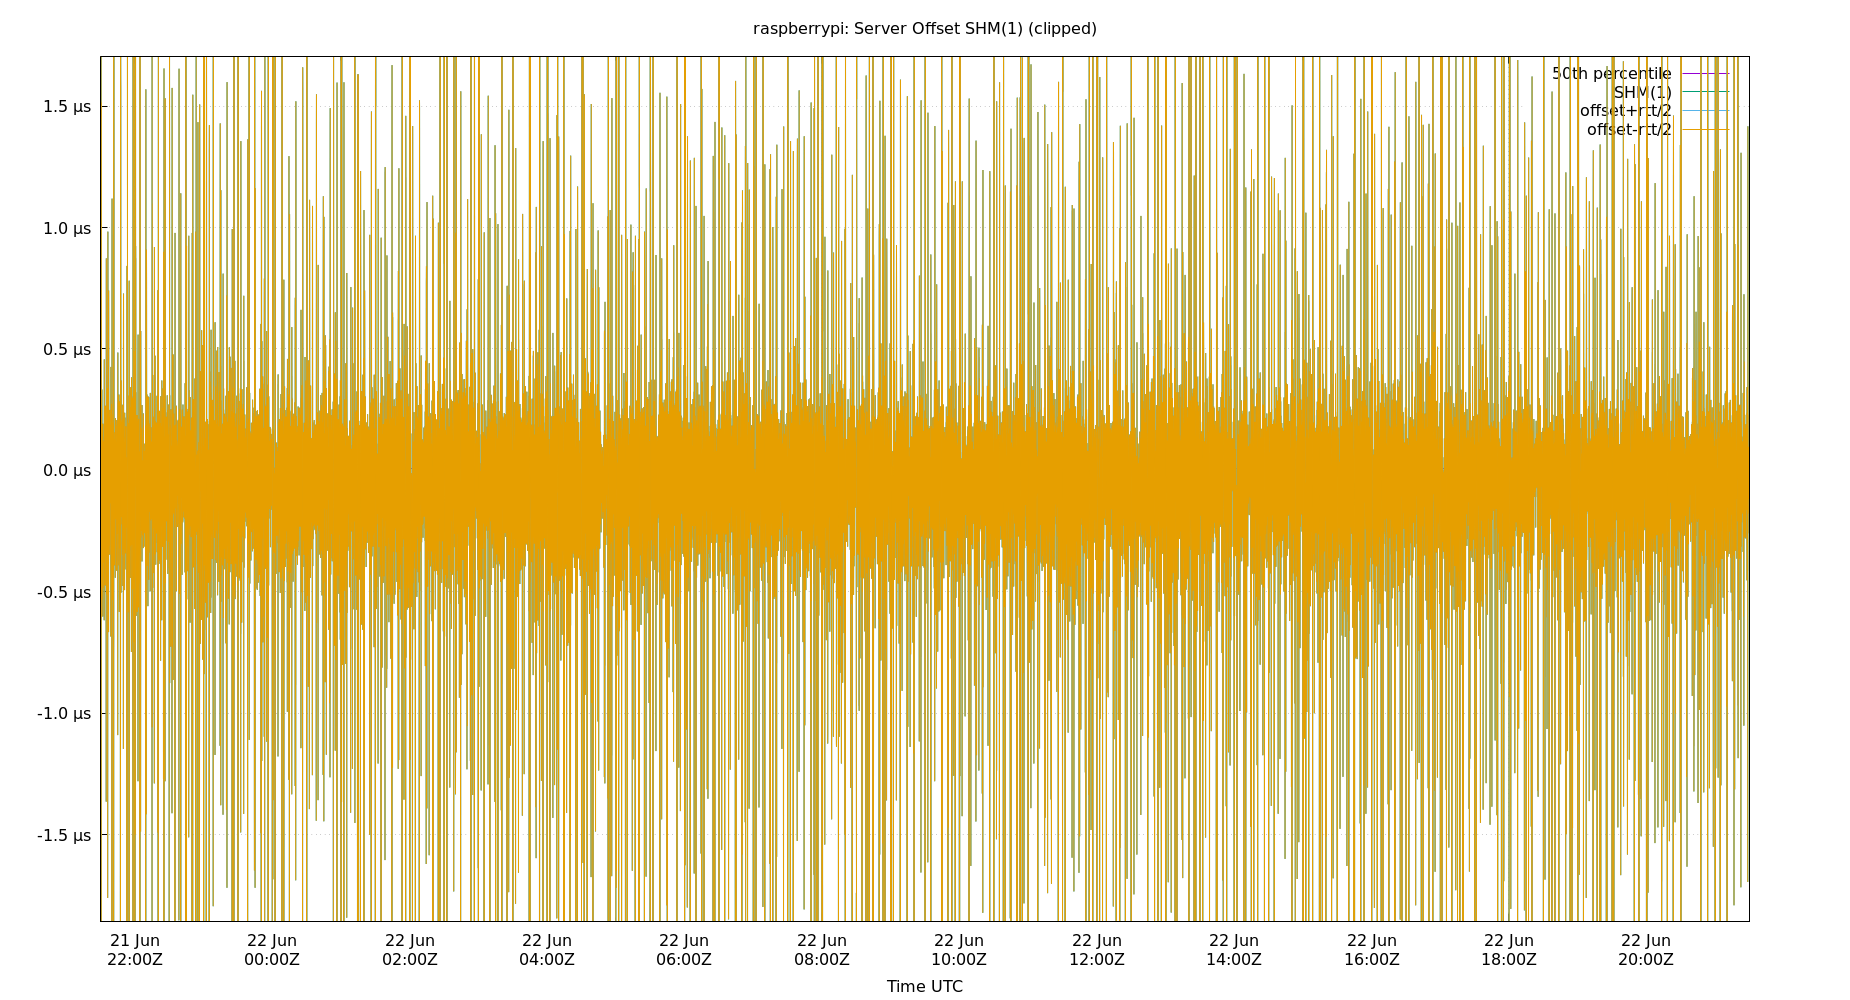 raspberrypi: Server Offset SHM(1) (clipped)
50th percentile
SHM(1)
offset+rtt/2
offset-rtt/2
1.5 µs
1.0 µs
0.5 µs
0.0 µs
-0.5 µs
-1.0 µs
-1.5 µs
21 Jun 22 Jun 22 Jun 22 Jun 22 Jun 22 Jun 22 Jun 22 Jun 22 Jun 22 Jun 22 Jun 22 Jun
22:00Z 00:00Z 02:00Z 04:00Z 06:00Z 08:00Z 10:00Z 12:00Z 14:00Z 16:00Z 18:00Z 20:00Z
Time UTC